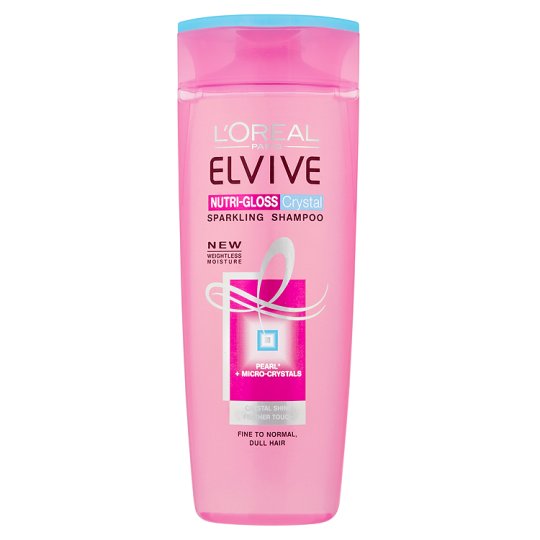 L'ORÉAL
PARIS
ELVIVE
NUTRI-GLOSS Crystal
SPARKLING SHAMPOO
NEW
WEIGHTLESS
MOISTURE
PEARL*
+ MICRO-CRYSTALS
CRYSTAL SHINE
FEATHER TOUCH
FINE TO NORMAL,
DULL HAIR